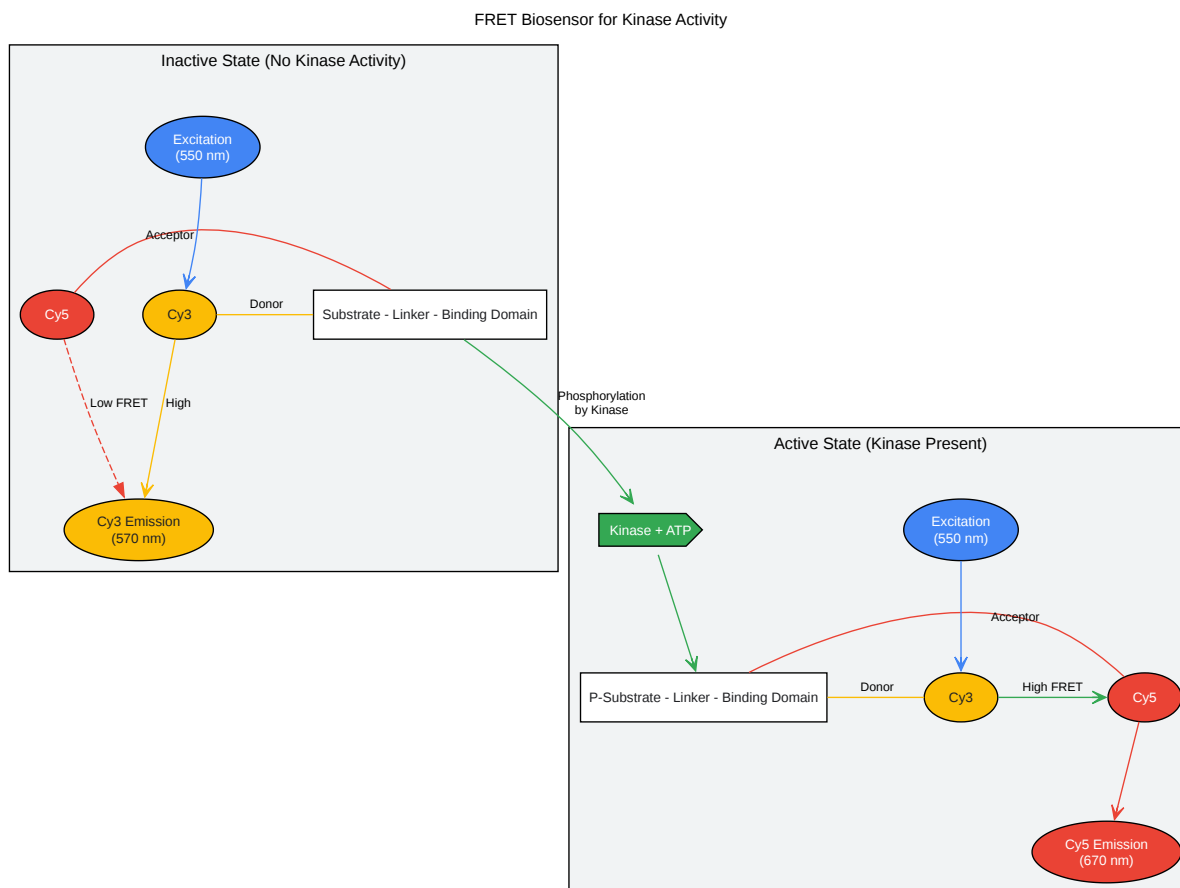 FRET Biosensor for Kinase Activity
Inactive State (No Kinase Activity)
Excitation
(550 nm)
Acceptor
Cy5
Cy3
Donor
Substrate - Linker - Binding Domain
Low FRET
High
Cy3 Emission
(570 nm)
Phosphorylation
by Kinase
Active State (Kinase Present)
Kinase + ATP
Excitation
(550 nm)
Acceptor
P-Substrate - Linker - Binding Domain
Donor
Cy3
High FRET
Cy5
Cy5 Emission
(670 nm)